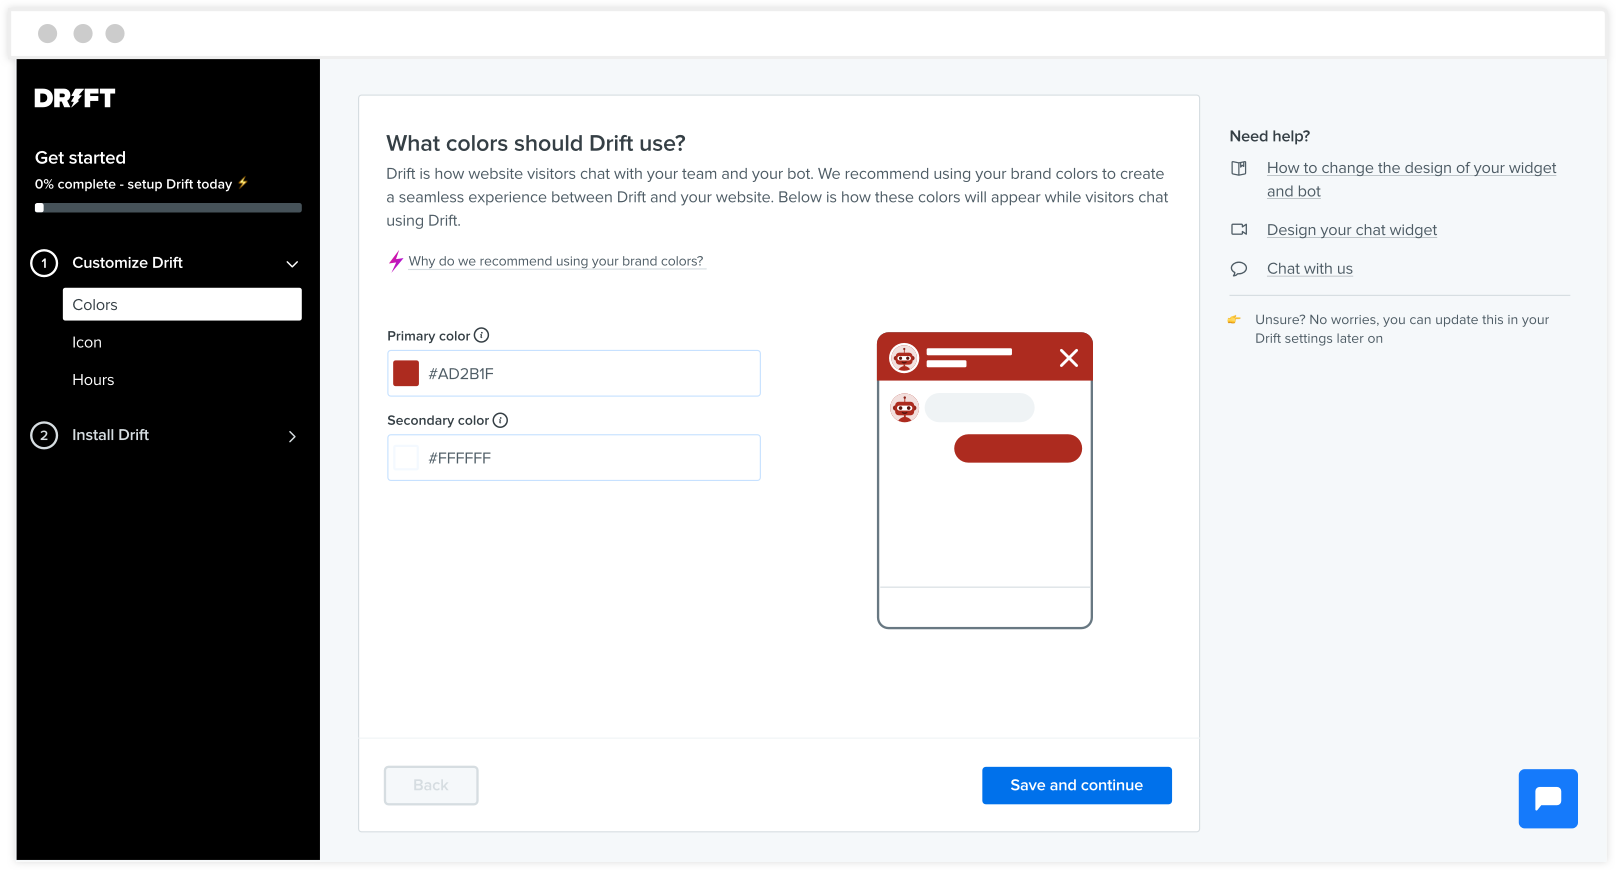 DRIFT
Get started
0% complete - setup Drift today ⚡
1 Customize Drift
Colors
Icon
Hours
2 Install Drift
What colors should Drift use?
Drift is how website visitors chat with your team and your bot. We recommend using your brand colors to create
a seamless experience between Drift and your website. Below is how these colors will appear while visitors chat
using Drift.
Why do we recommend using your brand colors?
Primary color
#AD2B1F
Secondary color
#FFFFFF
Back
Save and continue
Need help?
How to change the design of your widget
and bot
Design your chat widget
Chat with us
👉 Unsure? No worries, you can update this in your
Drift settings later on